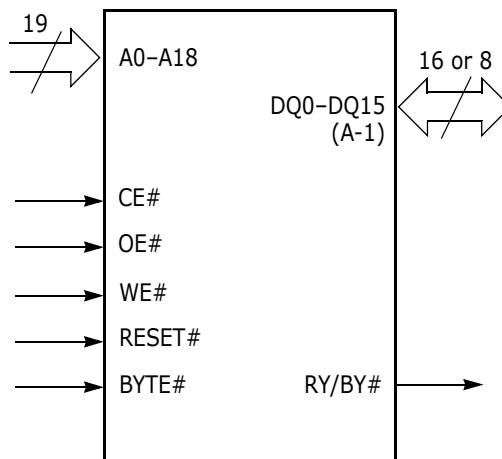 19
A0–A18
16 or 8
DQ0–DQ15
(A-1)
CE#
OE#
WE#
RESET#
BYTE#
RY/BY#